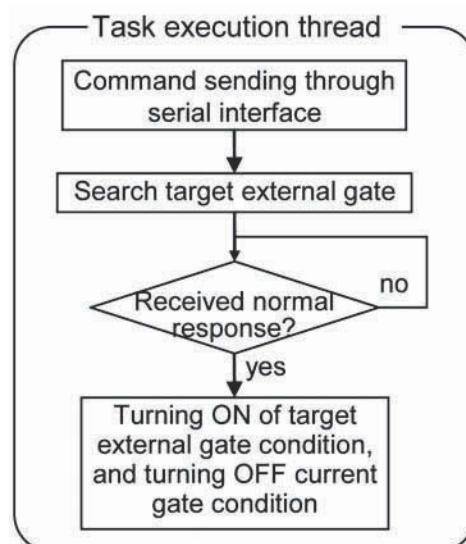 Task execution thread
Command sending through
serial interface
Search target external gate
Received normal
response?
no
yes
Turning ON of target
external gate condition,
and turning OFF current
gate condition